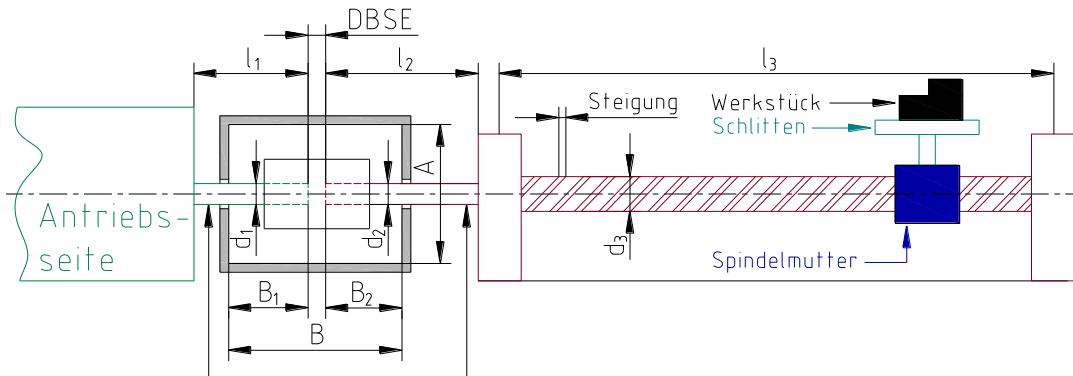 DBSE
l₁
l₂
l₃
Steigung
Werkstück
Schlitten
A
Antriebs-
seite
d₁
d₂
d₃
Spindelmutter
B₁
B₂
B